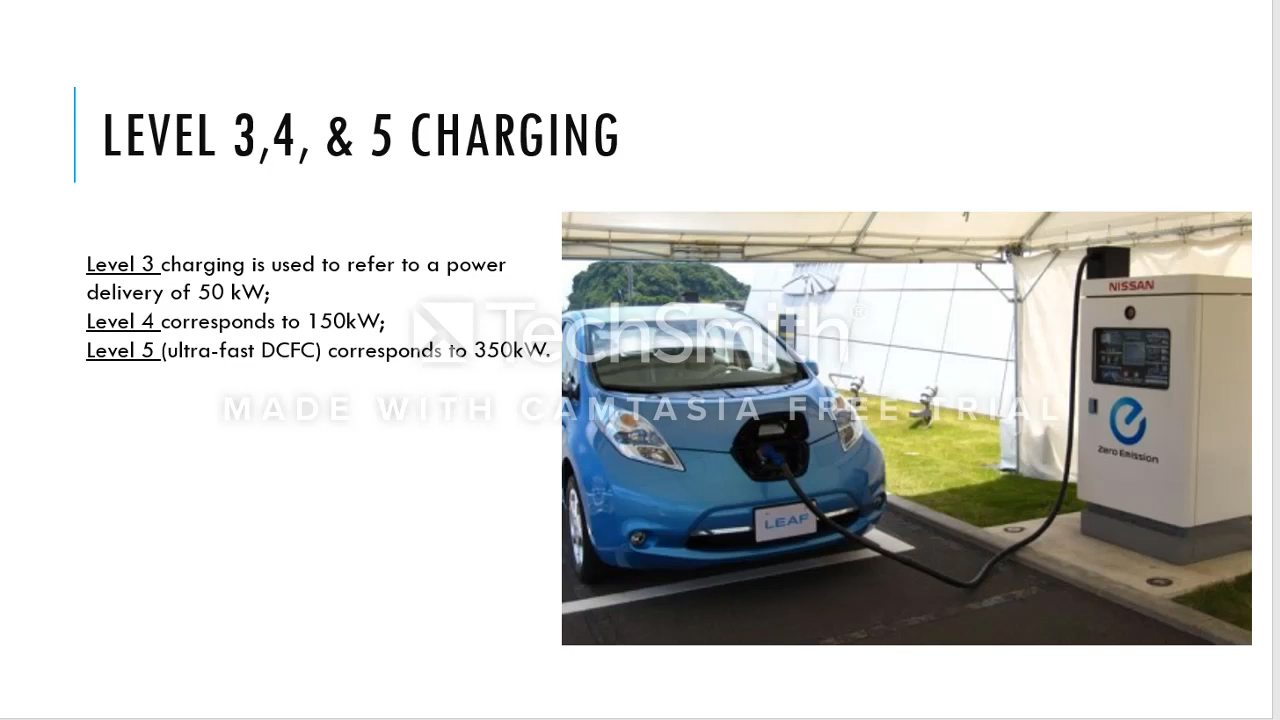 LEVEL 3,4, & 5 CHARGING
Level 3 charging is used to refer to a power
delivery of 50 kW;
Level 4 corresponds to 150kW;
Level 5 (ultra-fast DCFC) corresponds to 350kW.
TechSmith®
MADE WITH CAMTASIA FREE TRIAL
NISSAN
Zero Emission
LEAF